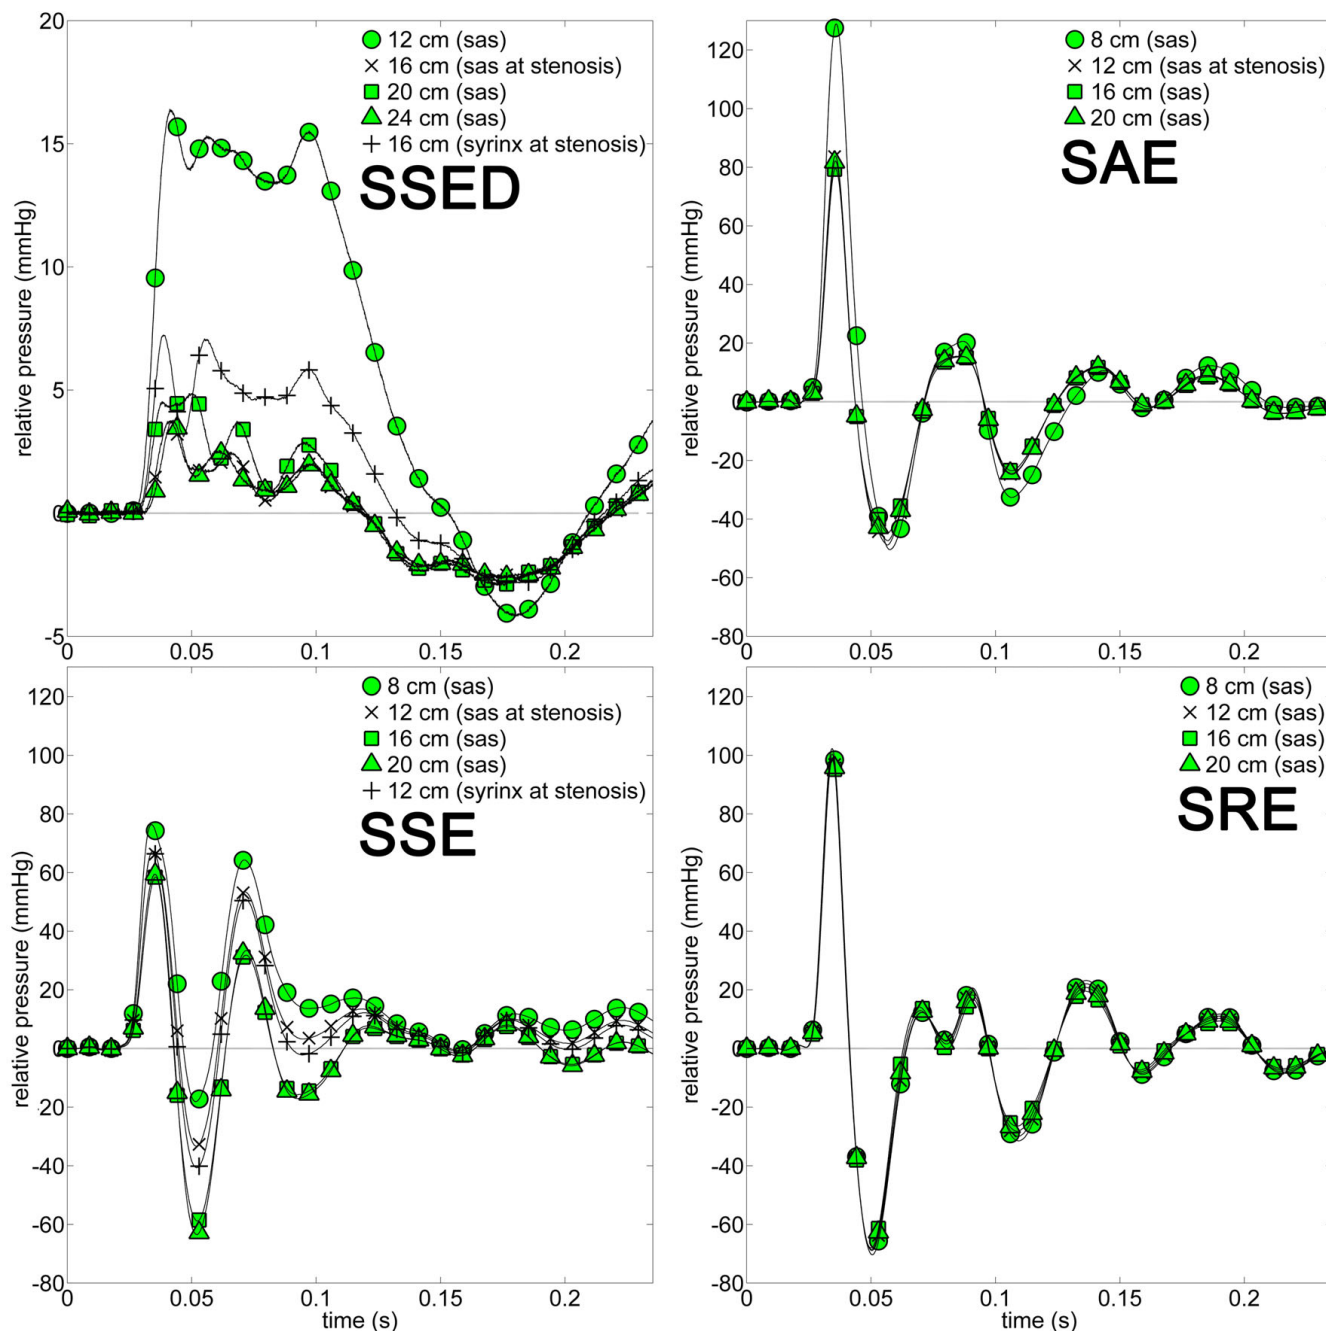 20
15
10
5
0
-5
0
0.05
0.1
0.15
0.2
relative pressure (mmHg)
12 cm (sas)
16 cm (sas at stenosis)
20 cm (sas)
24 cm (sas)
16 cm (syrinx at stenosis)
SSED
120
100
80
60
40
20
0
-20
-40
-60
-80
0
0.05
0.1
0.15
0.2
relative pressure (mmHg)
8 cm (sas)
12 cm (sas at stenosis)
16 cm (sas)
20 cm (sas)
SAE
120
100
80
60
40
20
0
-20
-40
-60
-80
0
0.05
0.1
0.15
0.2
relative pressure (mmHg)
time (s)
8 cm (sas)
12 cm (sas at stenosis)
16 cm (sas)
20 cm (sas)
12 cm (syrinx at stenosis)
SSE
120
100
80
60
40
20
0
-20
-40
-60
-80
0
0.05
0.1
0.15
0.2
relative pressure (mmHg)
time (s)
8 cm (sas)
12 cm (sas)
16 cm (sas)
20 cm (sas)
SRE